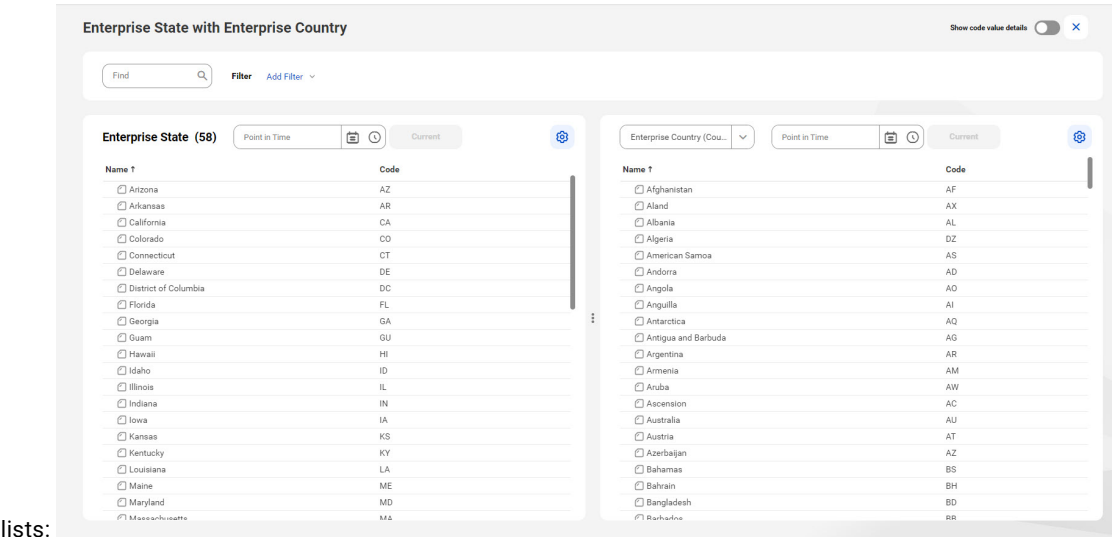 Enterprise State with Enterprise Country
Show code value details
Find
Filter
Add Filter
Enterprise State (58)
Point in Time
Current
Name ↑ Code
Arizona AZ
Arkansas AR
California CA
Colorado CO
Connecticut CT
Delaware DE
District of Columbia DC
Florida FL
Georgia GA
Guam GU
Hawaii HI
Idaho ID
Illinois IL
Indiana IN
Iowa IA
Kansas KS
Kentucky KY
Louisiana LA
Maine ME
Maryland MD
Massachusetts MA
Enterprise Country (Cou...
Point in Time
Current
Name ↑ Code
Afghanistan AF
Aland AX
Albania AL
Algeria DZ
American Samoa AS
Andorra AD
Angola AO
Anguilla AI
Antarctica AQ
Antigua and Barbuda AG
Argentina AR
Armenia AM
Aruba AW
Ascension AC
Australia AU
Austria AT
Azerbaijan AZ
Bahamas BS
Bahrain BH
Bangladesh BD
Barbados BB
lists: